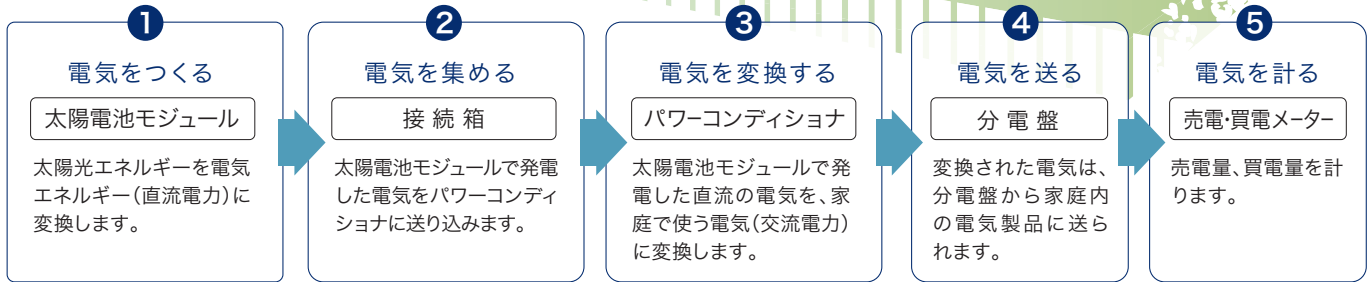 1
電気をつくる
太陽電池モジュール
太陽光エネルギーを電気
エネルギー(直流電力)に
変換します。
2
電気を集める
接続箱
太陽電池モジュールで発電
した電気をパワーコンディ
ショナに送り込みます。
3
電気を変換する
パワーコンディショナ
太陽電池モジュールで発
電した直流の電気を、家
庭で使う電気(交流電力)
に変換します。
4
電気を送る
分電盤
変換された電気は、
分電盤から家庭内
の電気製品に送ら
れます。
5
電気を計る
売電・買電メーター
売電量、買電量を計
ります。